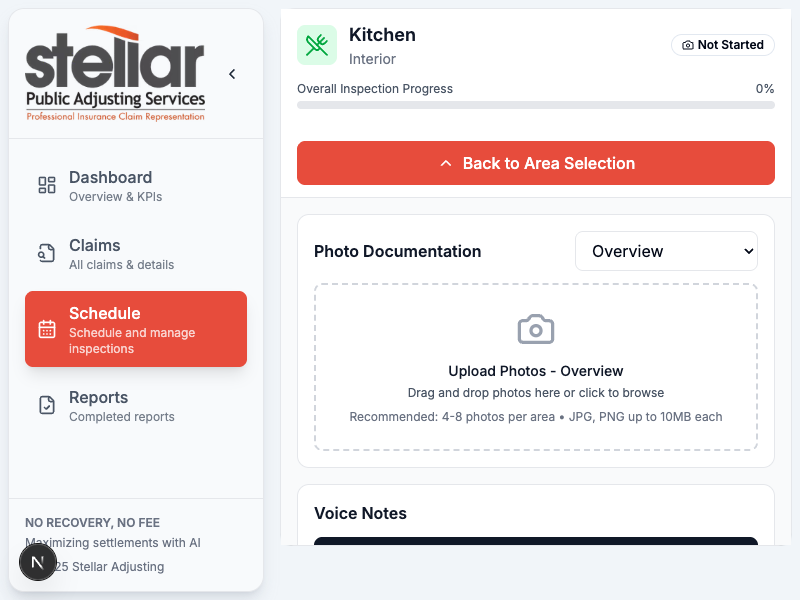 stellar
Public Adjusting Services
Professional Insurance Claim Representation
Dashboard
Overview & KPIs
Claims
All claims & details
Schedule
Schedule and manage
inspections
Reports
Completed reports
NO RECOVERY, NO FEE
Maximizing settlements with AI
25 Stellar Adjusting
N
Kitchen
Interior
Not Started
Overall Inspection Progress
0%
Back to Area Selection
Photo Documentation
Overview
Upload Photos - Overview
Drag and drop photos here or click to browse
Recommended: 4-8 photos per area • JPG, PNG up to 10MB each
Voice Notes